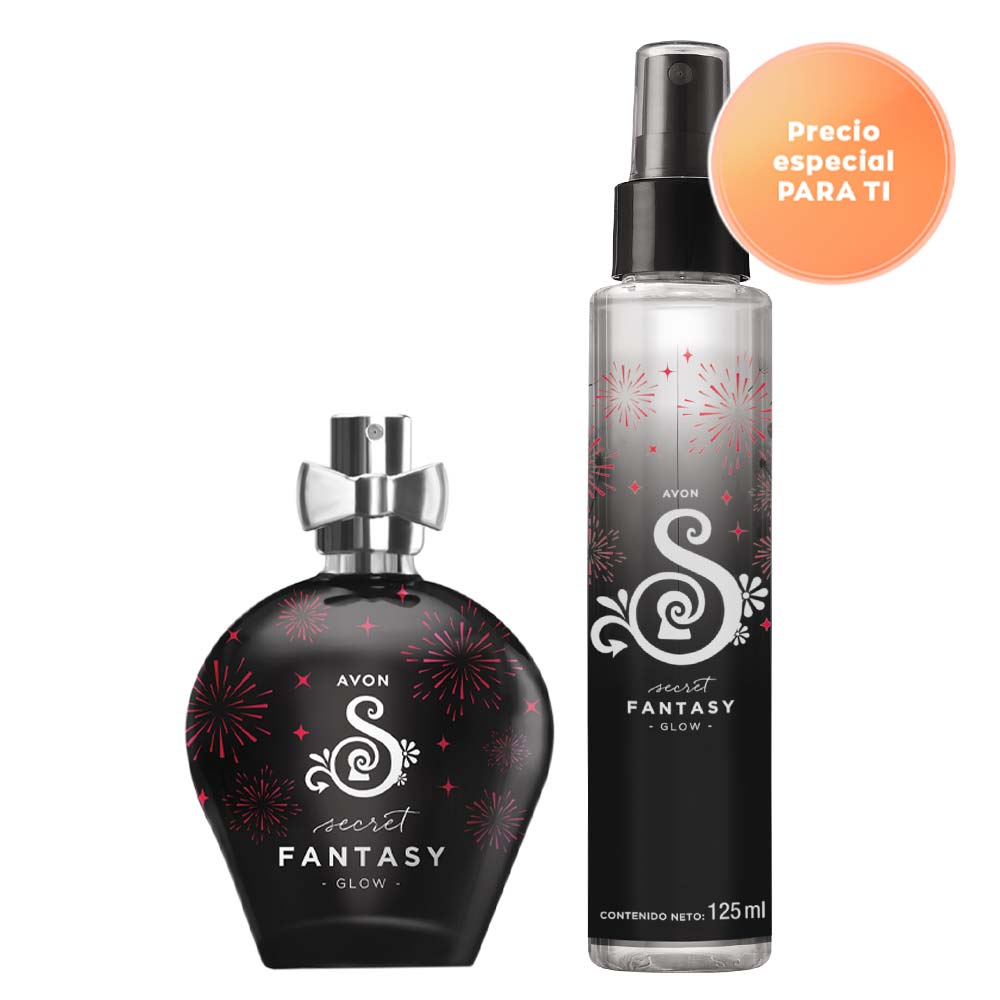 Precio
especial
PARA TI
AVON
secret
FANTASY
- GLOW -
CONTENIDO NETO: 125 ml
AVON
secret
FANTASY
- GLOW -